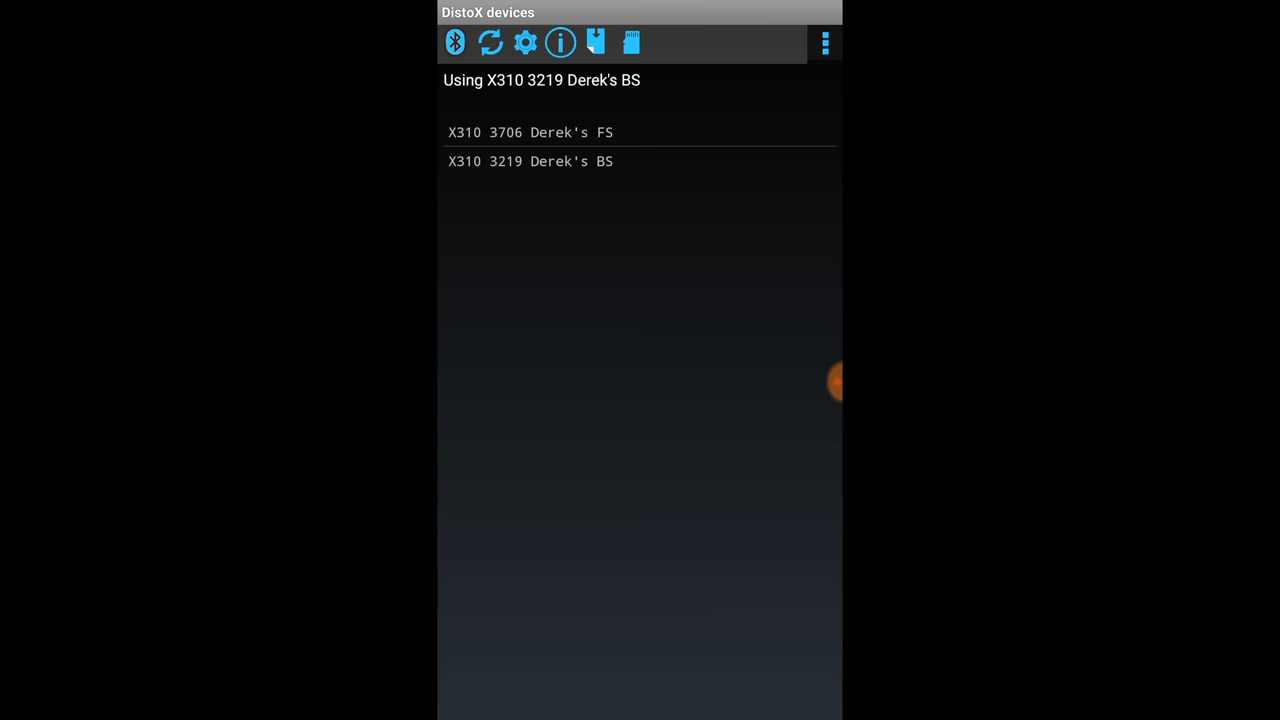 DistoX devices
Using X310 3219 Derek's BS
X310 3706 Derek's FS
X310 3219 Derek's BS